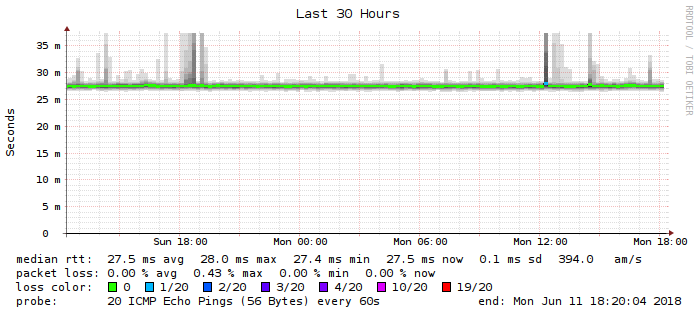 Last 30 Hours
RRDTOOL / TOBI OETIKER
Seconds
35 m
30 m
25 m
20 m
15 m
10 m
5 m
0
Sun 18:00 Mon 00:00 Mon 06:00 Mon 12:00 Mon 18:00
median rtt: 27.5 ms avg 28.0 ms max 27.4 ms min 27.5 ms now 0.1 ms sd 394.0 am/s
packet loss: 0.00 % avg 0.43 % max 0.00 % min 0.00 % now
loss color: 0 1/20 2/20 3/20 4/20 10/20 19/20
probe: 20 ICMP Echo Pings (56 Bytes) every 60s end: Mon Jun 11 18:20:04 2018